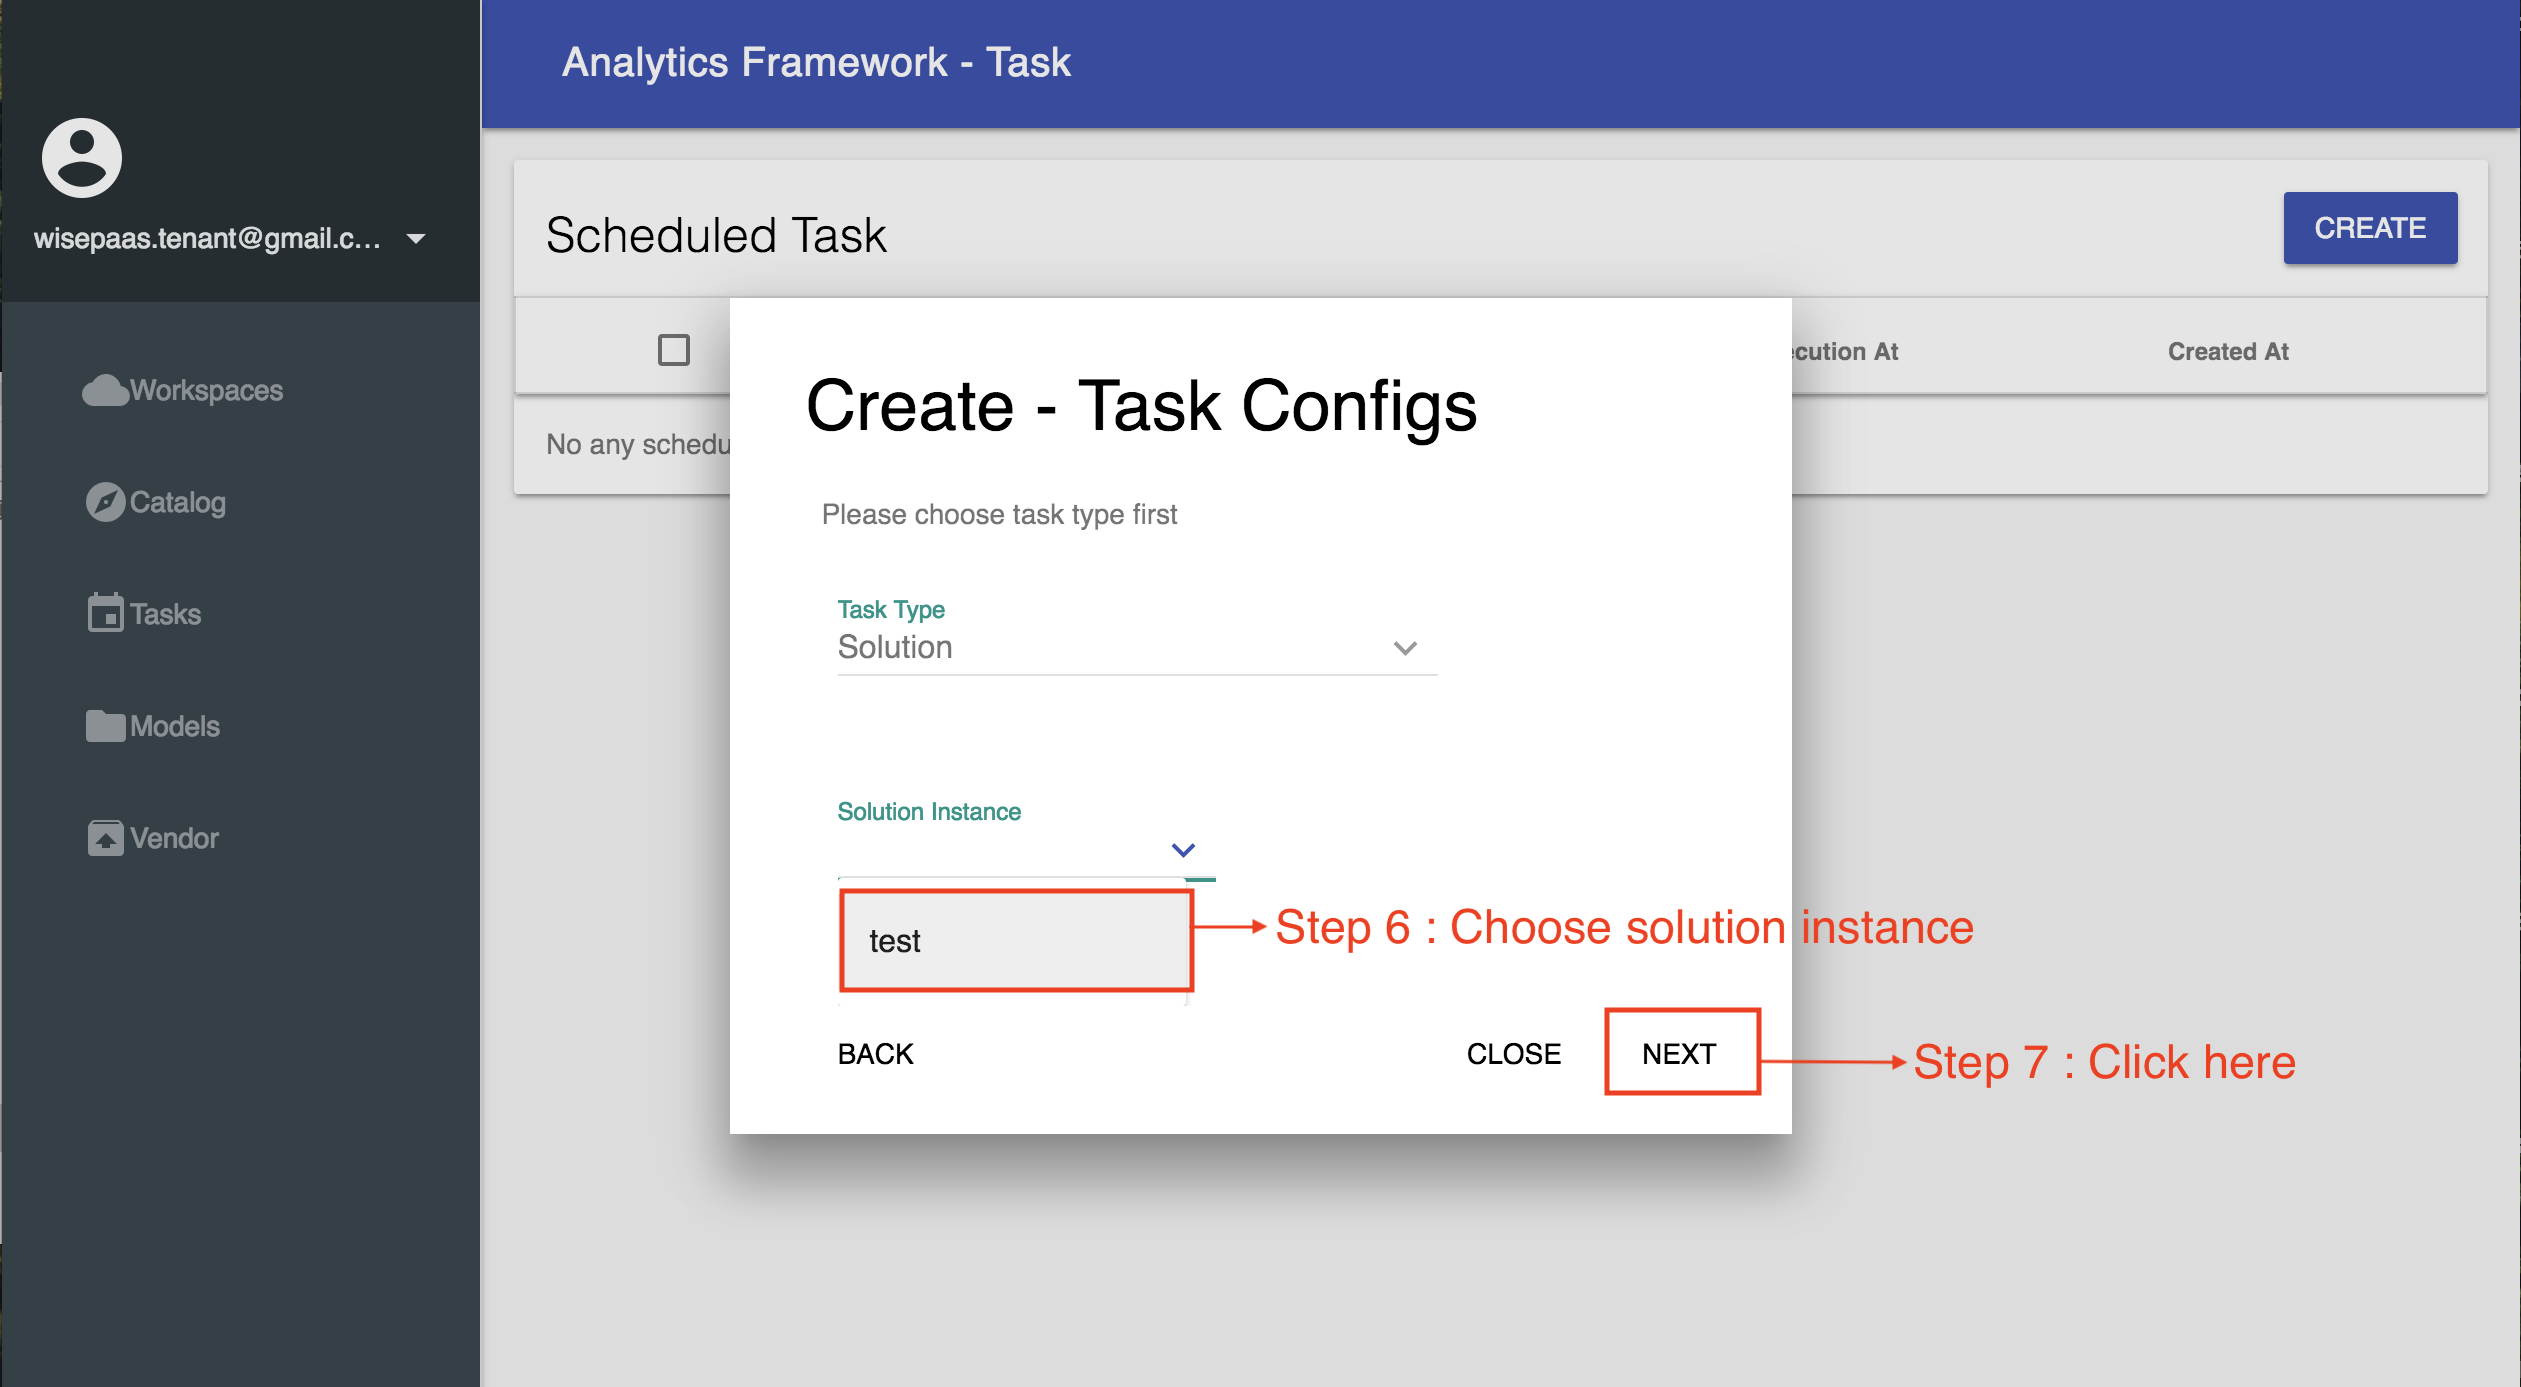 Analytics Framework - Task
wisepaas.tenant@gmail.c...
Workspaces
Catalog
Tasks
Models
Vendor
Scheduled Task
CREATE
cution At
Created At
No any schedu
Create - Task Configs
Please choose task type first
Task Type
Solution
Solution Instance
test
Step 6 : Choose solution instance
BACK
CLOSE
NEXT
Step 7 : Click here